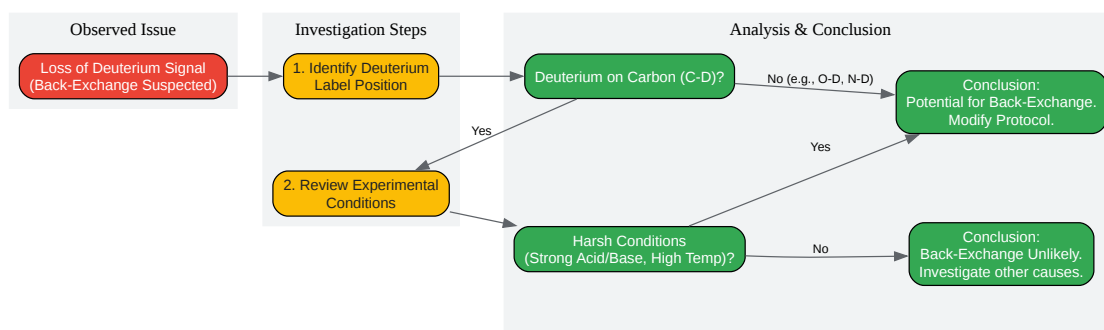 Observed Issue
Loss of Deuterium Signal
(Back-Exchange Suspected)
Investigation Steps
1. Identify Deuterium
Label Position
2. Review Experimental
Conditions
Analysis & Conclusion
Deuterium on Carbon (C-D)?
No (e.g., O-D, N-D)
Conclusion:
Potential for Back-Exchange.
Modify Protocol.
Yes
Yes
Harsh Conditions
(Strong Acid/Base, High Temp)?
No
Conclusion:
Back-Exchange Unlikely.
Investigate other causes.